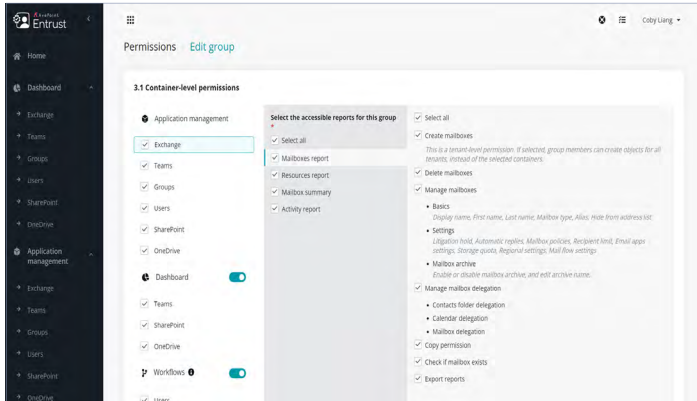 AvePoint
Entrust
Home
Dashboard
Exchange
Teams
Groups
Users
SharePoint
OneDrive
Application
management
Exchange
Teams
Groups
Users
SharePoint
OneDrive
Coby Liang
Permissions Edit group
3.1 Container-level permissions
Application management
Exchange
Teams
Groups
Users
SharePoint
OneDrive
Dashboard
Teams
SharePoint
OneDrive
Workflows
Users
Select the accessible reports for this group
*
Select all
Mailboxes report
Resources report
Mailbox summary
Activity report
Select all
Create mailboxes
This is a tenant-level permission. If selected, group members can create objects for all
tenants, instead of the selected containers.
Delete mailboxes
Manage mailboxes
• Basics
Display name, First name, Last name, Mailbox type, Alias, Hide from address list
• Settings
Litigation hold, Automatic replies, Mailbox policies, Recipient limit, Email apps
settings, Storage quota, Regional settings, Mail flow settings
• Mailbox archive
Enable or disable mailbox archive, and edit archive name.
Manage mailbox delegation
• Contacts folder delegation
• Calendar delegation
• Mailbox delegation
Copy permission
Check if mailbox exists
Export reports